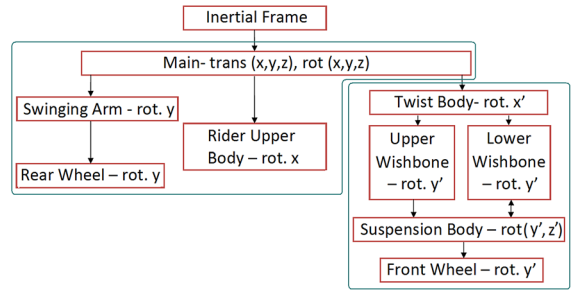 Inertial Frame
Main- trans (x,y,z), rot (x,y,z)
Swinging Arm - rot. y
Rider Upper
Body – rot. x
Rear Wheel – rot. y
Twist Body- rot. x’
Upper
Wishbone
– rot. y’
Lower
Wishbone
– rot. y’
Suspension Body – rot(y’,z’)
Front Wheel – rot. y’